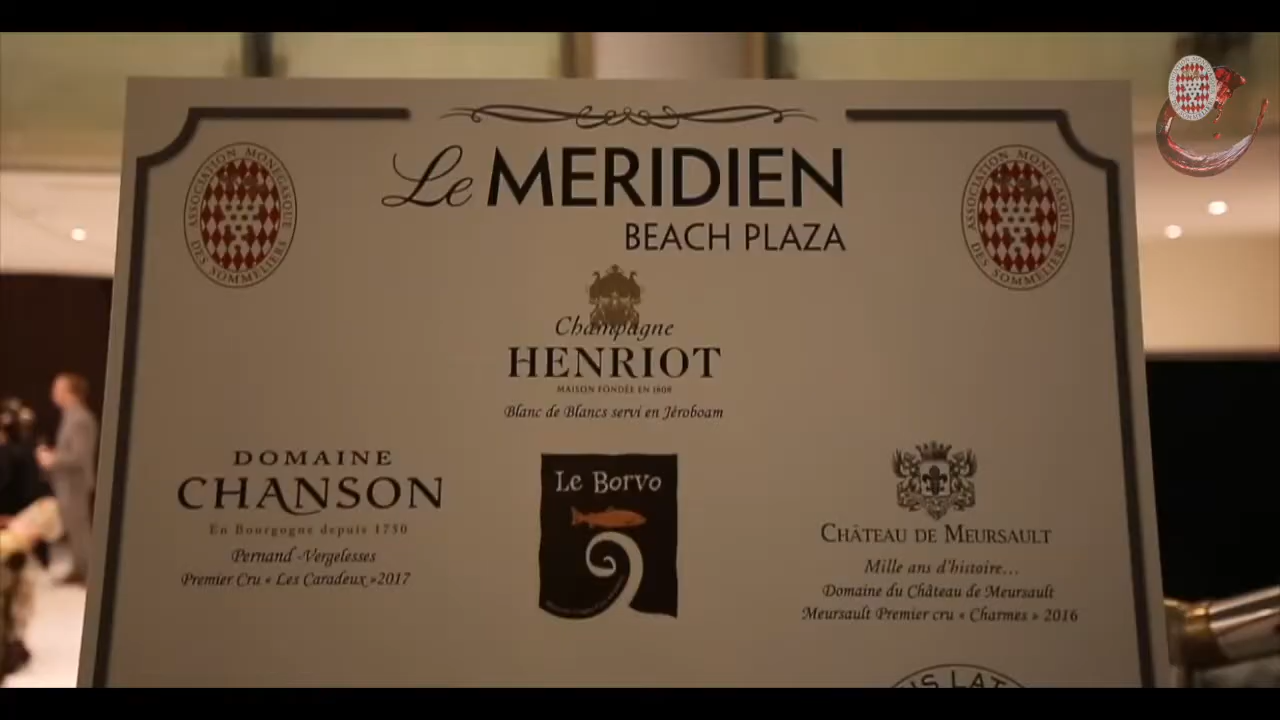 Le MERIDIEN
BEACH PLAZA
ASSOCIATION MONEGASQUE
DES SOMMELIERS
ASSOCIATION MONEGASQUE
DES SOMMELIERS
Champagne
HENRIOT
MAISON FONDÉE EN 1808
Blanc de Blancs servi en Jéroboam
DOMAINE
CHANSON
En Bourgogne depuis 1750
Pernand-Vergelesses
Premier Cru « Les Caradeux »2017
Le Borvo
CHÂTEAU DE MEURSAULT
Mille ans d'histoire...
Domaine du Château de Meursault
Meursault Premier cru « Charmes » 2016